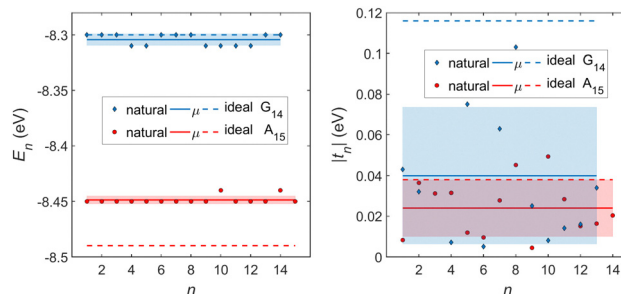 -8.3
-8.35
-8.4
-8.45
-8.5
E_n (eV)
natural μ ideal G_14
natural μ ideal A_15
0 2 4 6 8 10 12 14
n
0.12
0.1
0.08
0.06
0.04
0.02
0
|t_n| (eV)
natural μ ideal G_14
natural μ ideal A_15
2 4 6 8 10 12 14
n